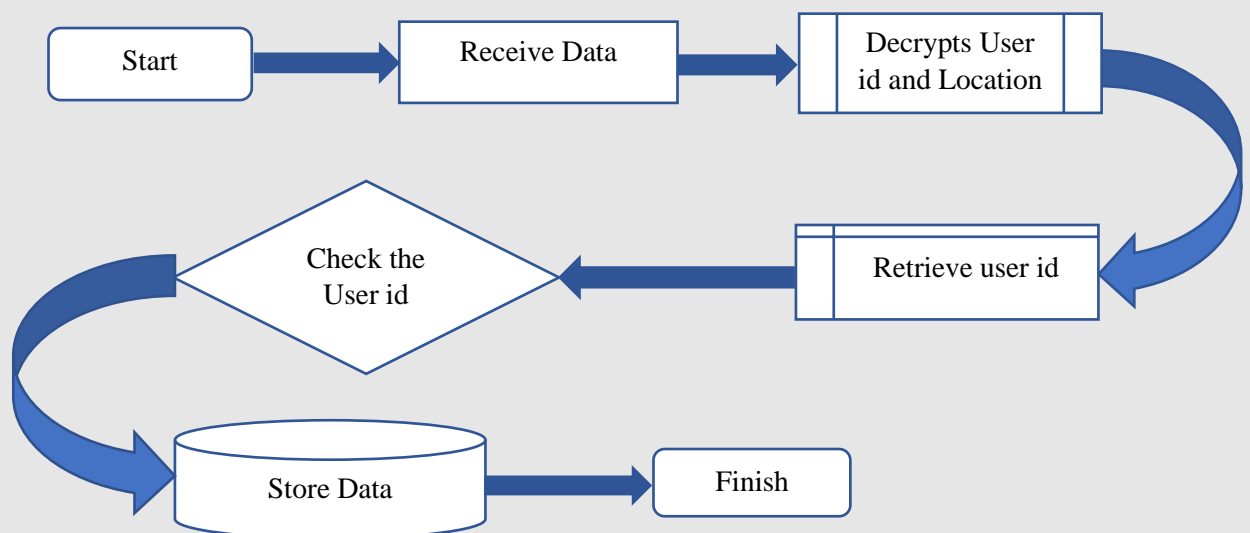 Start
Receive Data
Decrypts User
id and Location
Retrieve user id
Check the
User id
Store Data
Finish